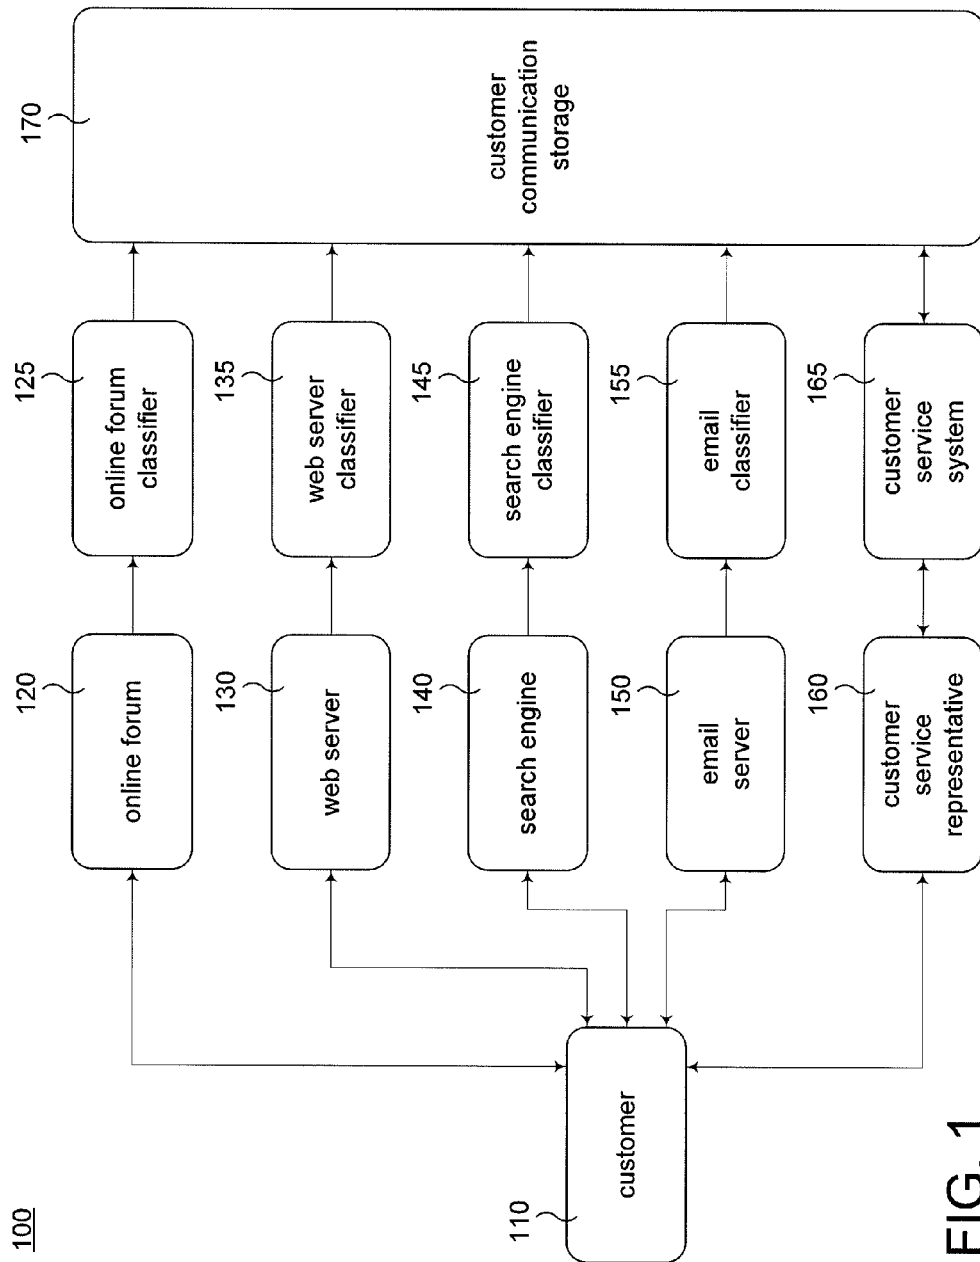 100
110
customer
120
online forum
125
online forum
classifier
130
web server
135
web server
classifier
140
search engine
145
search engine
classifier
150
email
server
155
email
classifier
160
customer
service
representative
165
customer
service
system
170
customer
communication
storage
FIG. 1